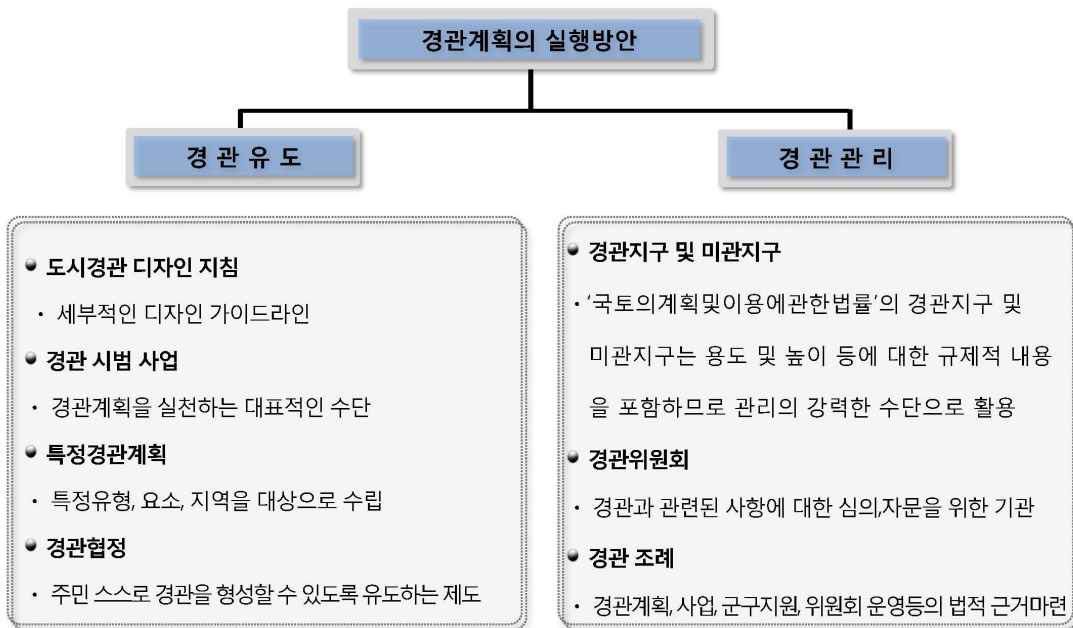 경관계획의 실행방안
경 관 유 도
도시경관 디자인 지침
· 세부적인 디자인 가이드라인
경관 시범 사업
· 경관계획을 실천하는 대표적인 수단
특정경관계획
· 특정유형, 요소, 지역을 대상으로 수립
경관협정
· 주민 스스로 경관을 형성할 수 있도록 유도하는 제도
경 관 관 리
경관지구 및 미관지구
· ‘국토의계획및이용에관한법률’의 경관지구 및
미관지구는 용도 및 높이 등에 대한 규제적 내용
을 포함하므로 관리의 강력한 수단으로 활용
경관위원회
· 경관과 관련된 사항에 대한 심의,자문을 위한 기관
경관 조례
· 경관계획, 사업, 군구지원, 위원회 운영등의 법적 근거마련